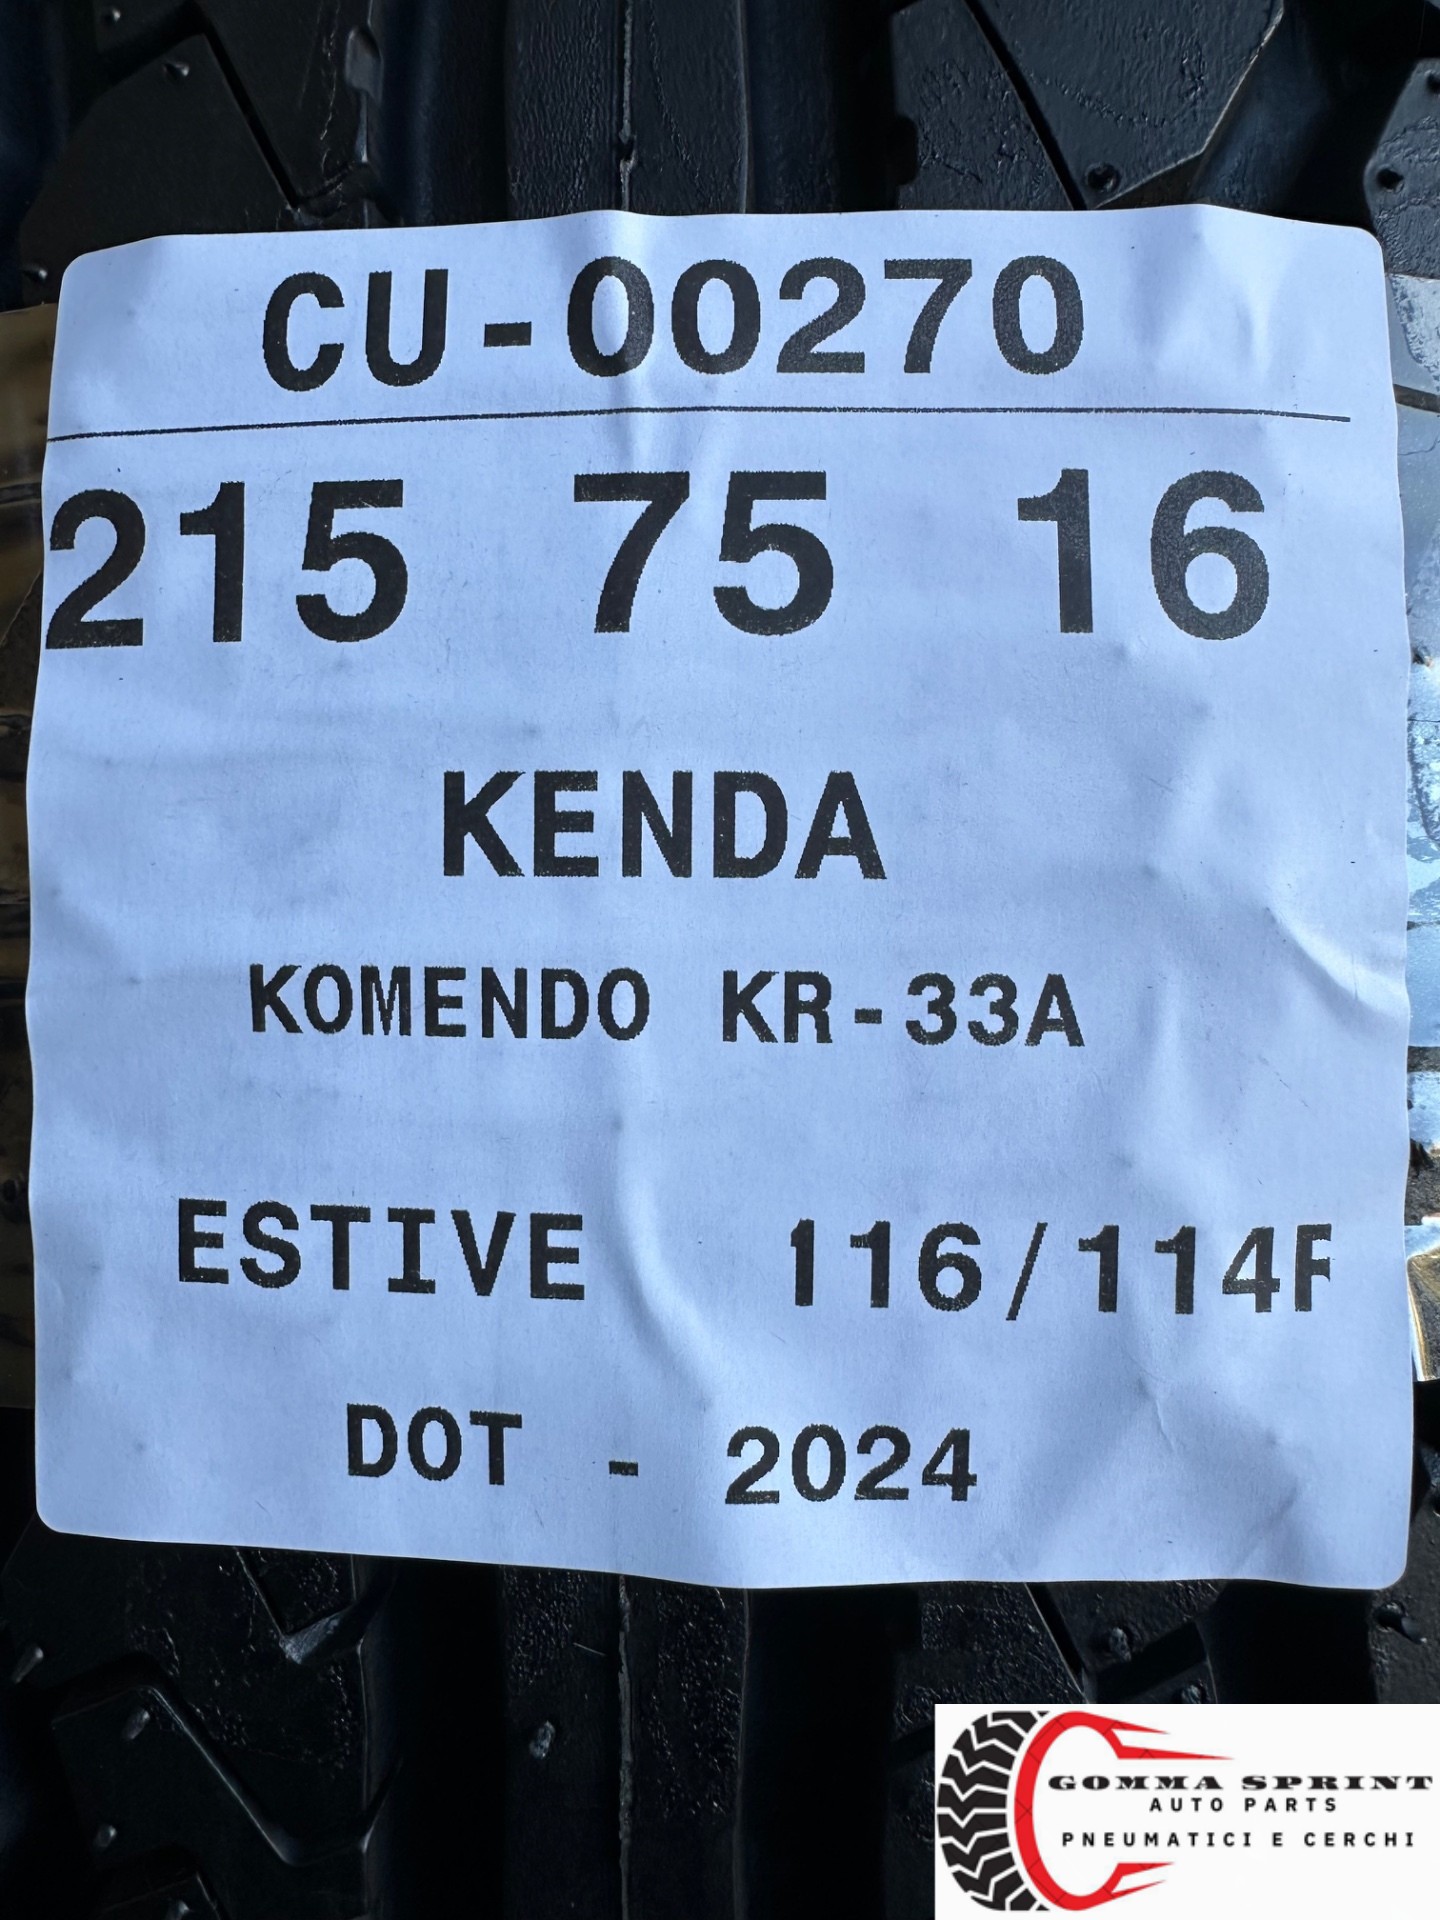 CU-00270
215 75 16
KENDA
KOMENDO KR-33A
ESTIVE 116/114R
DOT - 2024
GOMMA SPRINT
AUTO PARTS
PNEUMATICI E CERCHI